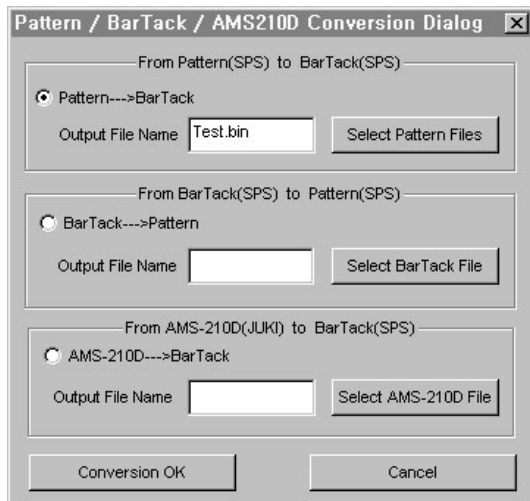 Pattern / BarTack / AMS210D Conversion Dialog
From Pattern(SPS) to BarTack(SPS)
Pattern--->BarTack
Output File Name Test.bin Select Pattern Files
From BarTack(SPS) to Pattern(SPS)
BarTack--->Pattern
Output File Name Select BarTack File
From AMS-210D(JUKI) to BarTack(SPS)
AMS-210D--->BarTack
Output File Name Select AMS-210D File
Conversion OK Cancel